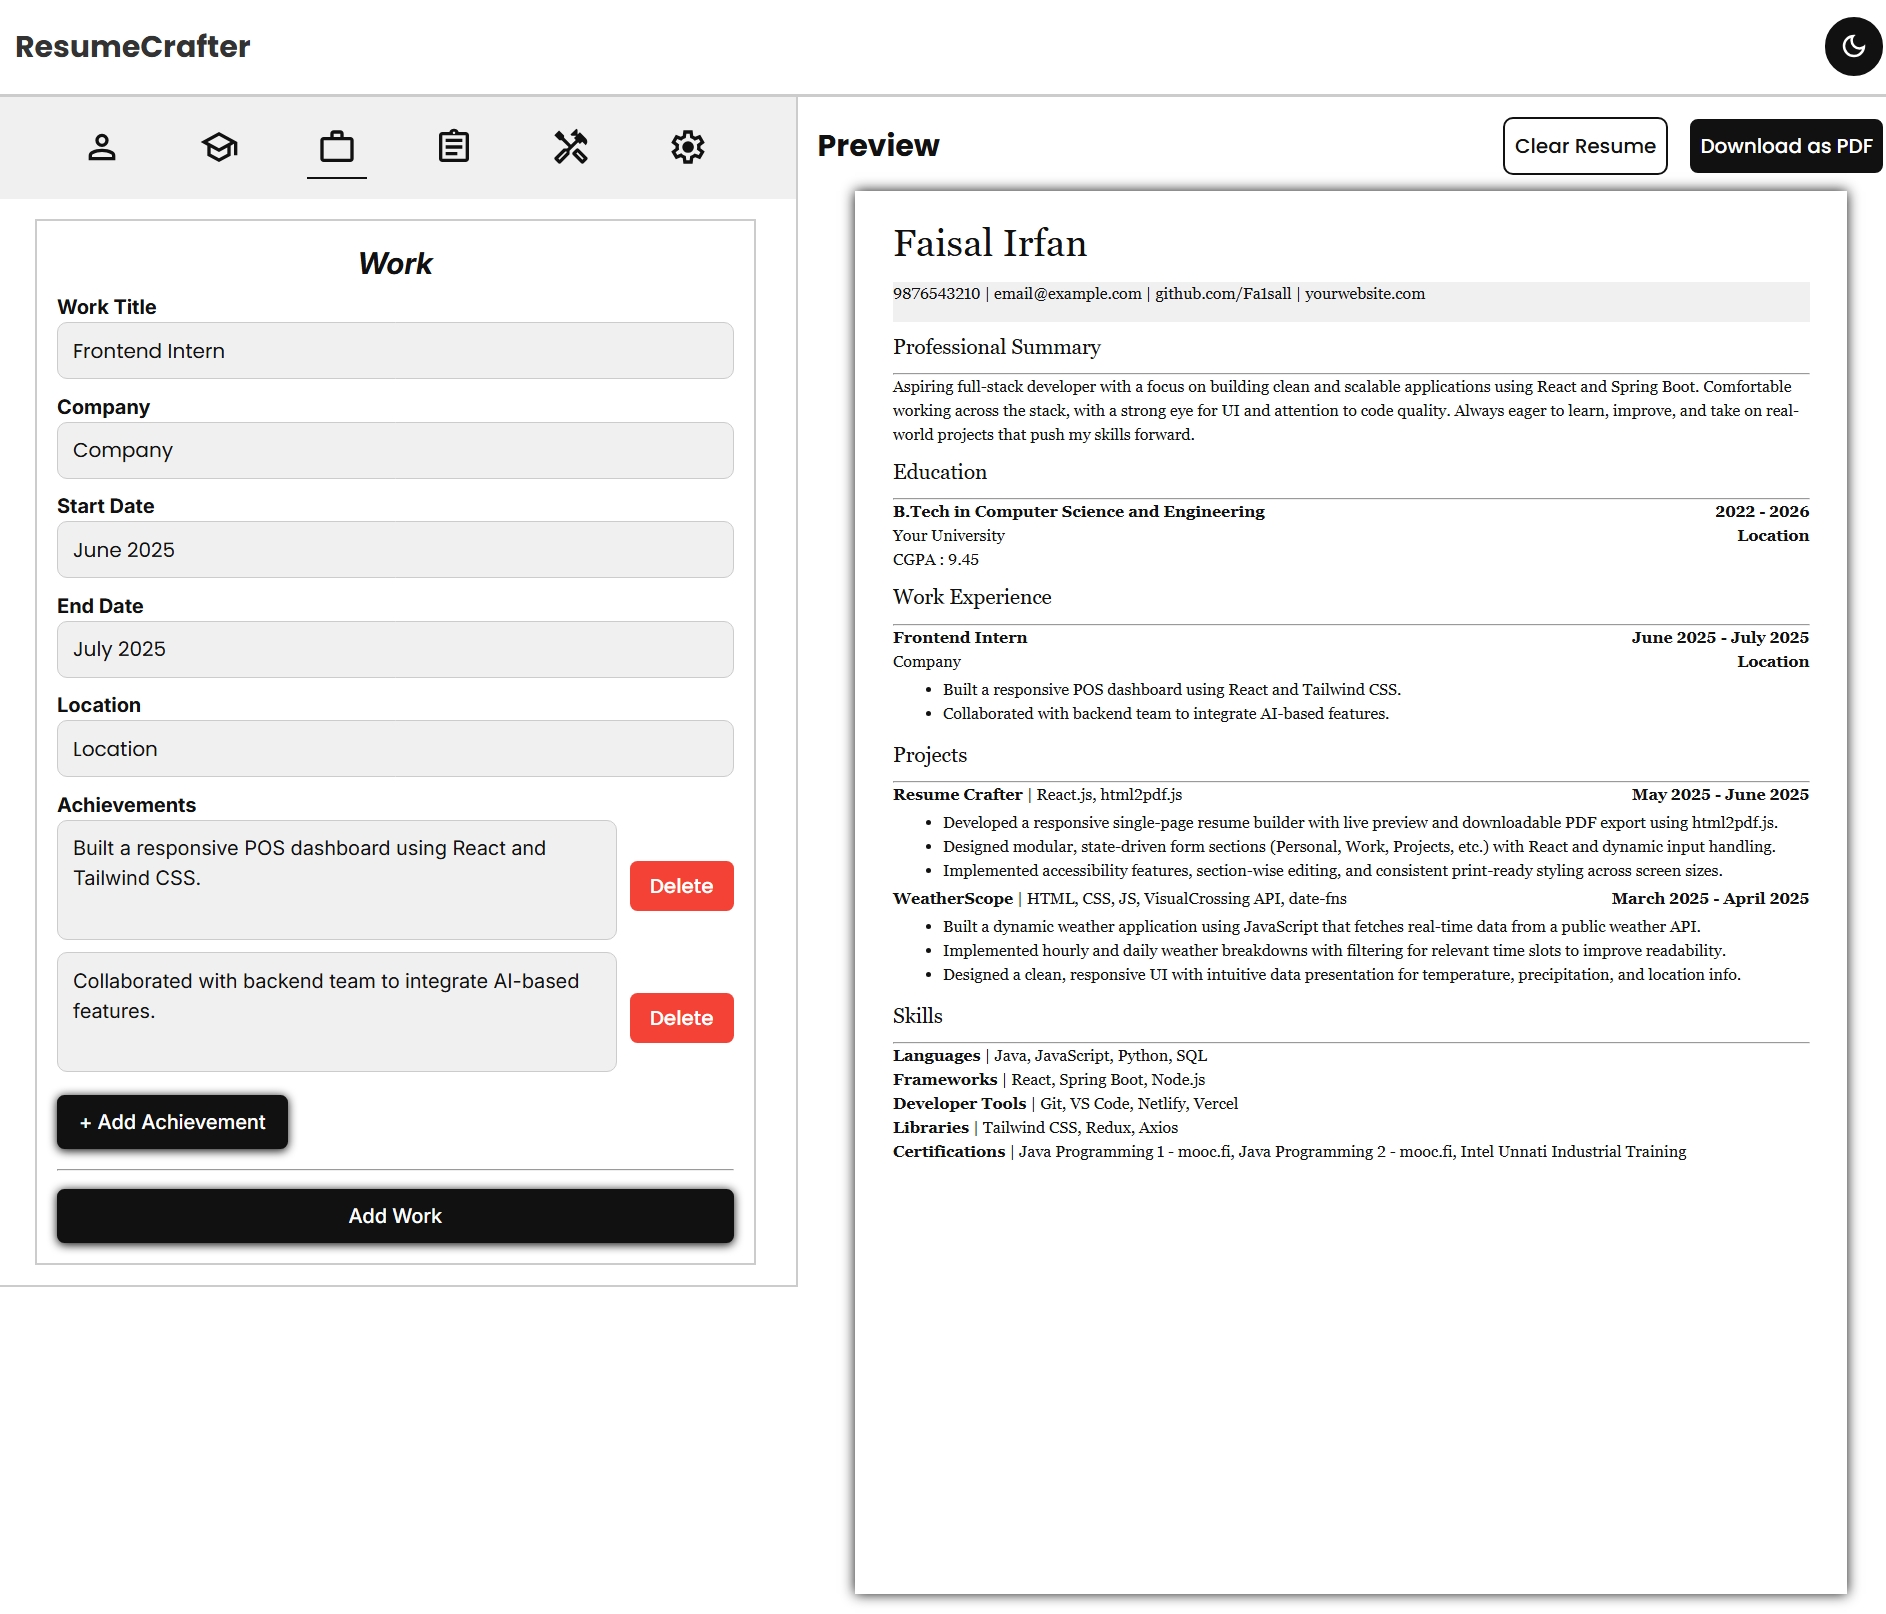 ResumeCrafter
Work
Work Title
Frontend Intern
Company
Company
Start Date
June 2025
End Date
July 2025
Location
Location
Achievements
Built a responsive POS dashboard using React and
Tailwind CSS.
Delete
Collaborated with backend team to integrate AI-based
features.
Delete
+ Add Achievement
Add Work
Preview
Clear Resume
Download as PDF
Faisal Irfan
9876543210 | email@example.com | github.com/Fa1sall | yourwebsite.com
Professional Summary
Aspiring full-stack developer with a focus on building clean and scalable applications using React and Spring Boot. Comfortable
working across the stack, with a strong eye for UI and attention to code quality. Always eager to learn, improve, and take on real-
world projects that push my skills forward.
Education
B.Tech in Computer Science and Engineering 2022 - 2026
Your University Location
CGPA : 9.45
Work Experience
Frontend Intern June 2025 - July 2025
Company Location
• Built a responsive POS dashboard using React and Tailwind CSS.
• Collaborated with backend team to integrate AI-based features.
Projects
Resume Crafter | React.js, html2pdf.js May 2025 - June 2025
• Developed a responsive single-page resume builder with live preview and downloadable PDF export using html2pdf.js.
• Designed modular, state-driven form sections (Personal, Work, Projects, etc.) with React and dynamic input handling.
• Implemented accessibility features, section-wise editing, and consistent print-ready styling across screen sizes.
WeatherScope | HTML, CSS, JS, VisualCrossing API, date-fns March 2025 - April 2025
• Built a dynamic weather application using JavaScript that fetches real-time data from a public weather API.
• Implemented hourly and daily weather breakdowns with filtering for relevant time slots to improve readability.
• Designed a clean, responsive UI with intuitive data presentation for temperature, precipitation, and location info.
Skills
Languages | Java, JavaScript, Python, SQL
Frameworks | React, Spring Boot, Node.js
Developer Tools | Git, VS Code, Netlify, Vercel
Libraries | Tailwind CSS, Redux, Axios
Certifications | Java Programming 1 - mooc.fi, Java Programming 2 - mooc.fi, Intel Unnati Industrial Training